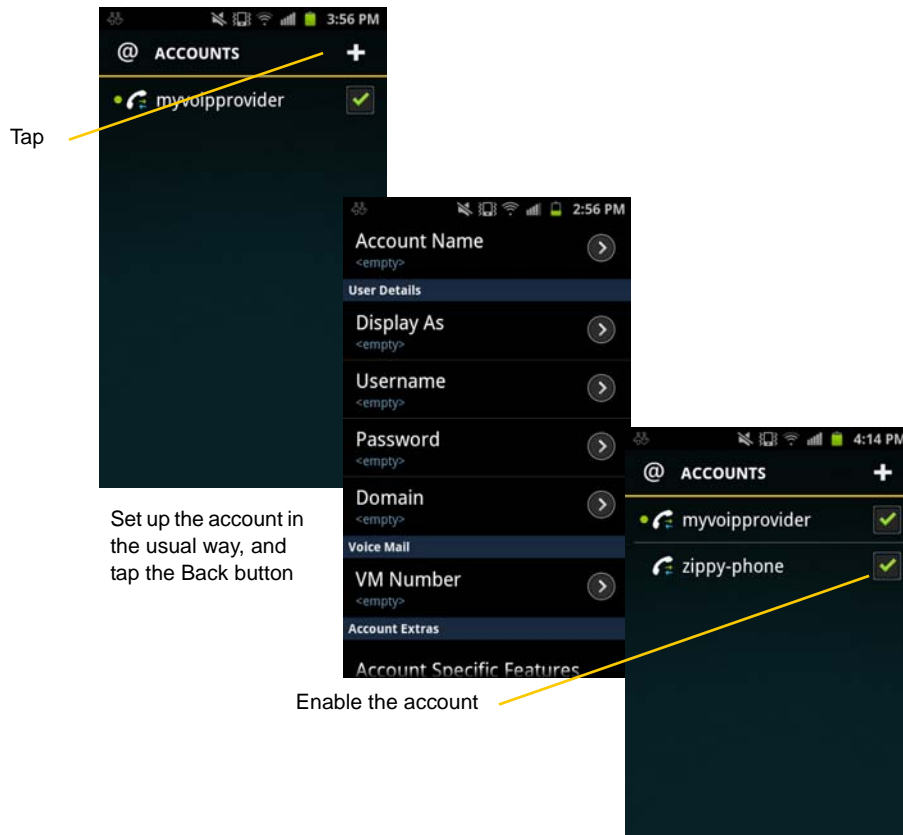 3:56 PM
@ ACCOUNTS +
myvoipprovider
Tap
2:56 PM
Account Name
<empty>
User Details
Display As
<empty>
Username
<empty>
Password
<empty>
Domain
<empty>
Voice Mail
VM Number
<empty>
Account Extras
Account Specific Features
Set up the account in
the usual way, and
tap the Back button
4:14 PM
@ ACCOUNTS +
myvoipprovider
zippy-phone
Enable the account